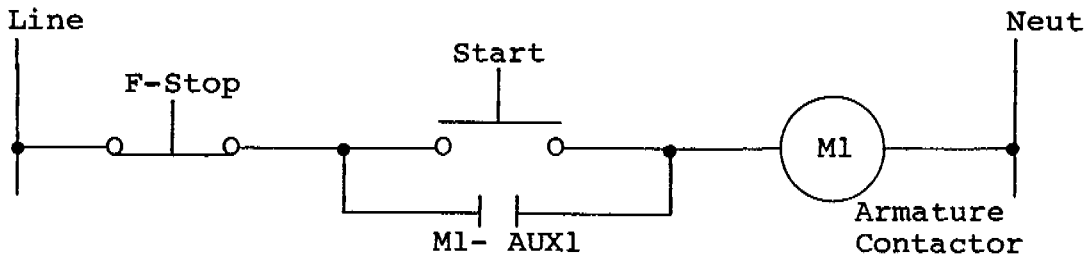 Line
Neut
Start
F-Stop
M1
M1- AUX1
Armature
Contactor